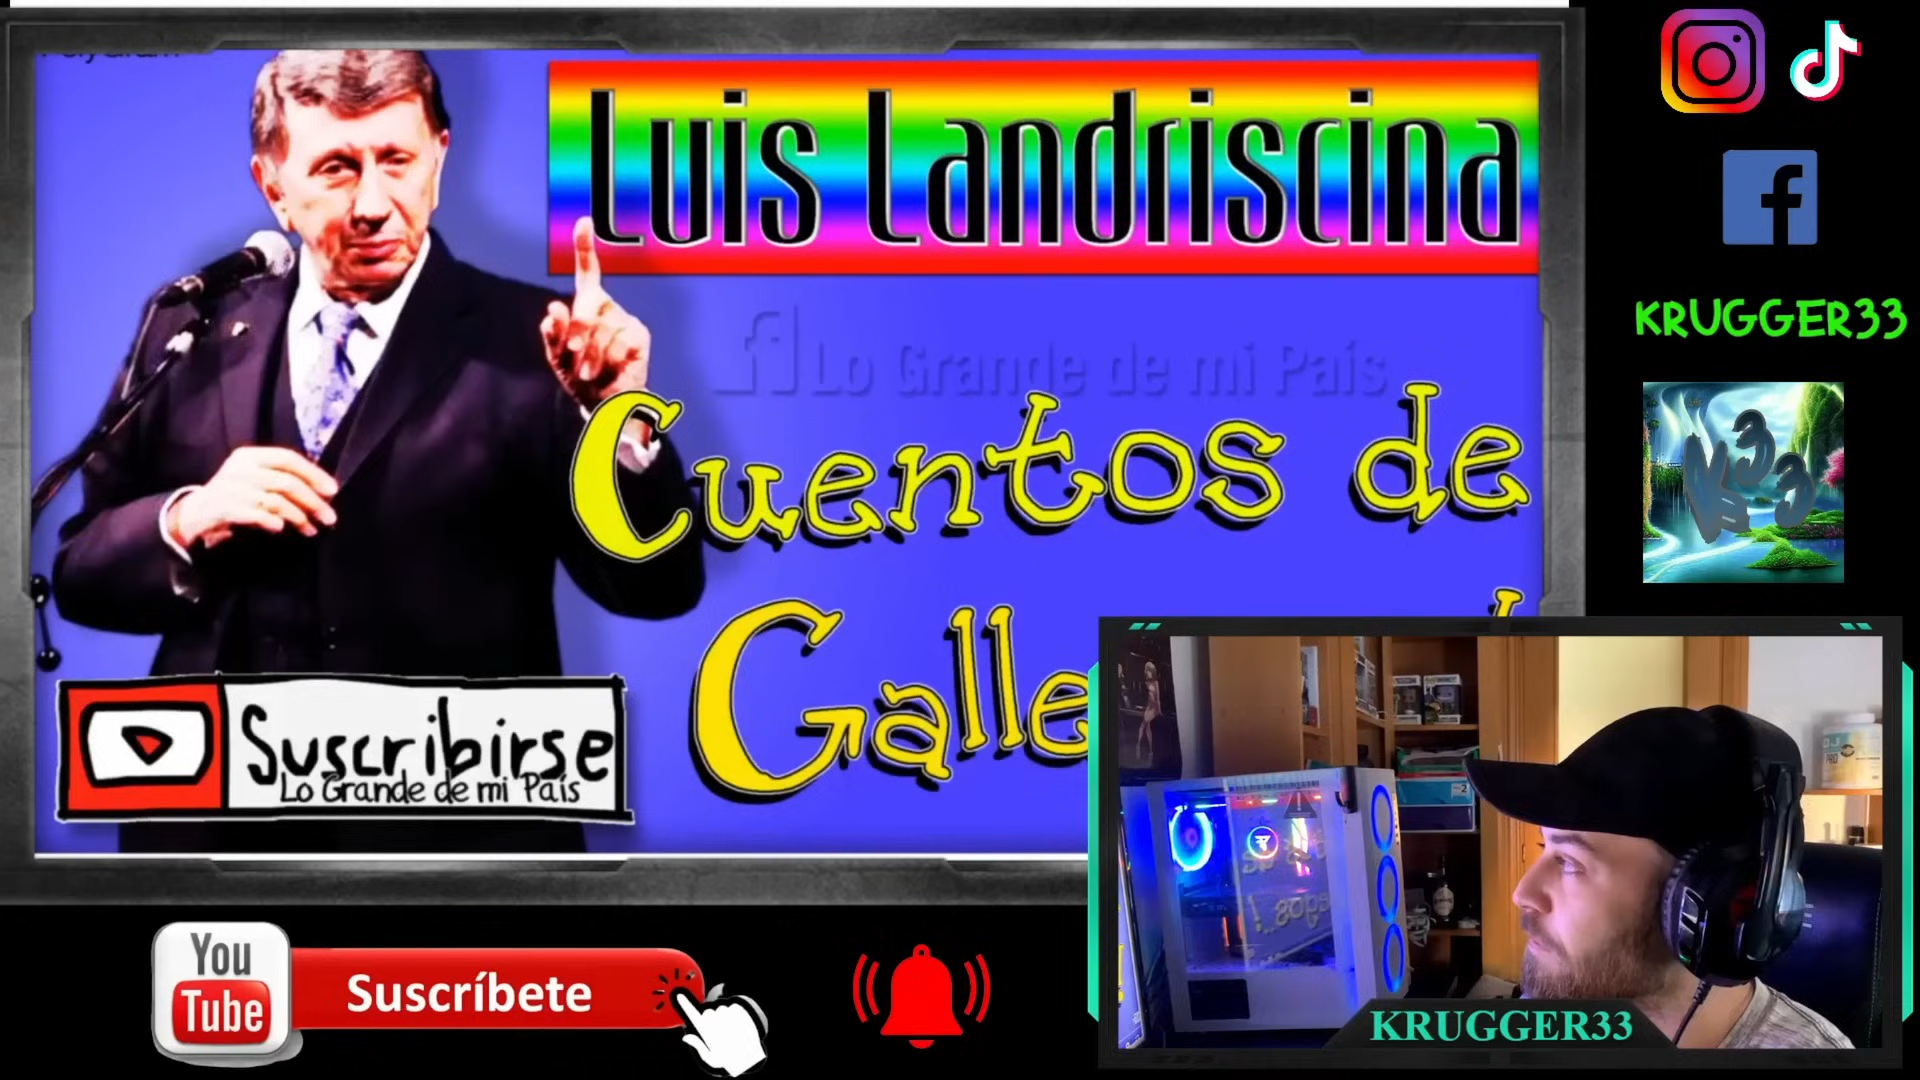 Luis Landriscina
Lo Grande de mi País
Cuentos de
Galle
Suscribirse
Lo Grande de mi País
KRUGGER33
You
Tube
Suscríbete
KRUGGER33